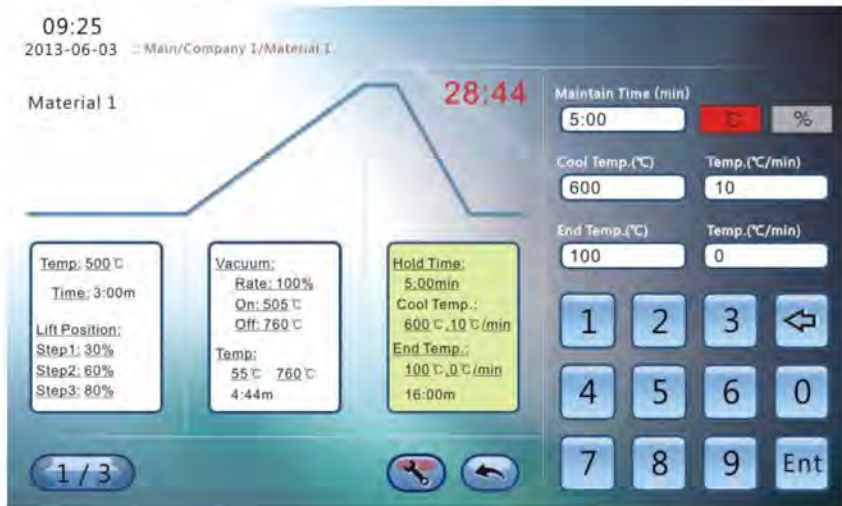 09:25
2013-06-03 :: Main/Company 1/Material 1
Material 1
28:44
Temp: 500℃
Time: 3:00m
Lift Position:
Step1: 30%
Step2: 60%
Step3: 80%
Vacuum:
Rate: 100%
On: 505℃
Off: 760℃
Temp:
55℃ 760℃
4:44m
Hold Time:
5:00min
Cool Temp.:
600℃,10℃/min
End Temp.:
100℃,0℃/min
16:00m
Maintain Time (min)
5:00 ℃ %
Cool Temp.(℃) Temp.(℃/min)
600 10
End Temp.(℃) Temp.(℃/min)
100 0
1 2 3
4 5 6 0
7 8 9 Ent
1/3